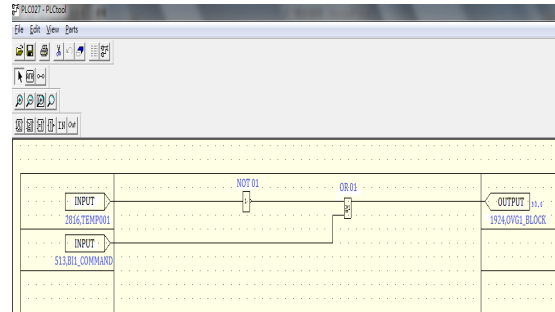 PLC027 - PLCtool
File Edit View Parts
IN Out
NOT 01
OR 01
INPUT
OUTPUT
2816,TEMP001
1924,OVG1_BLOCK
INPUT
513,BI1_COMMAND